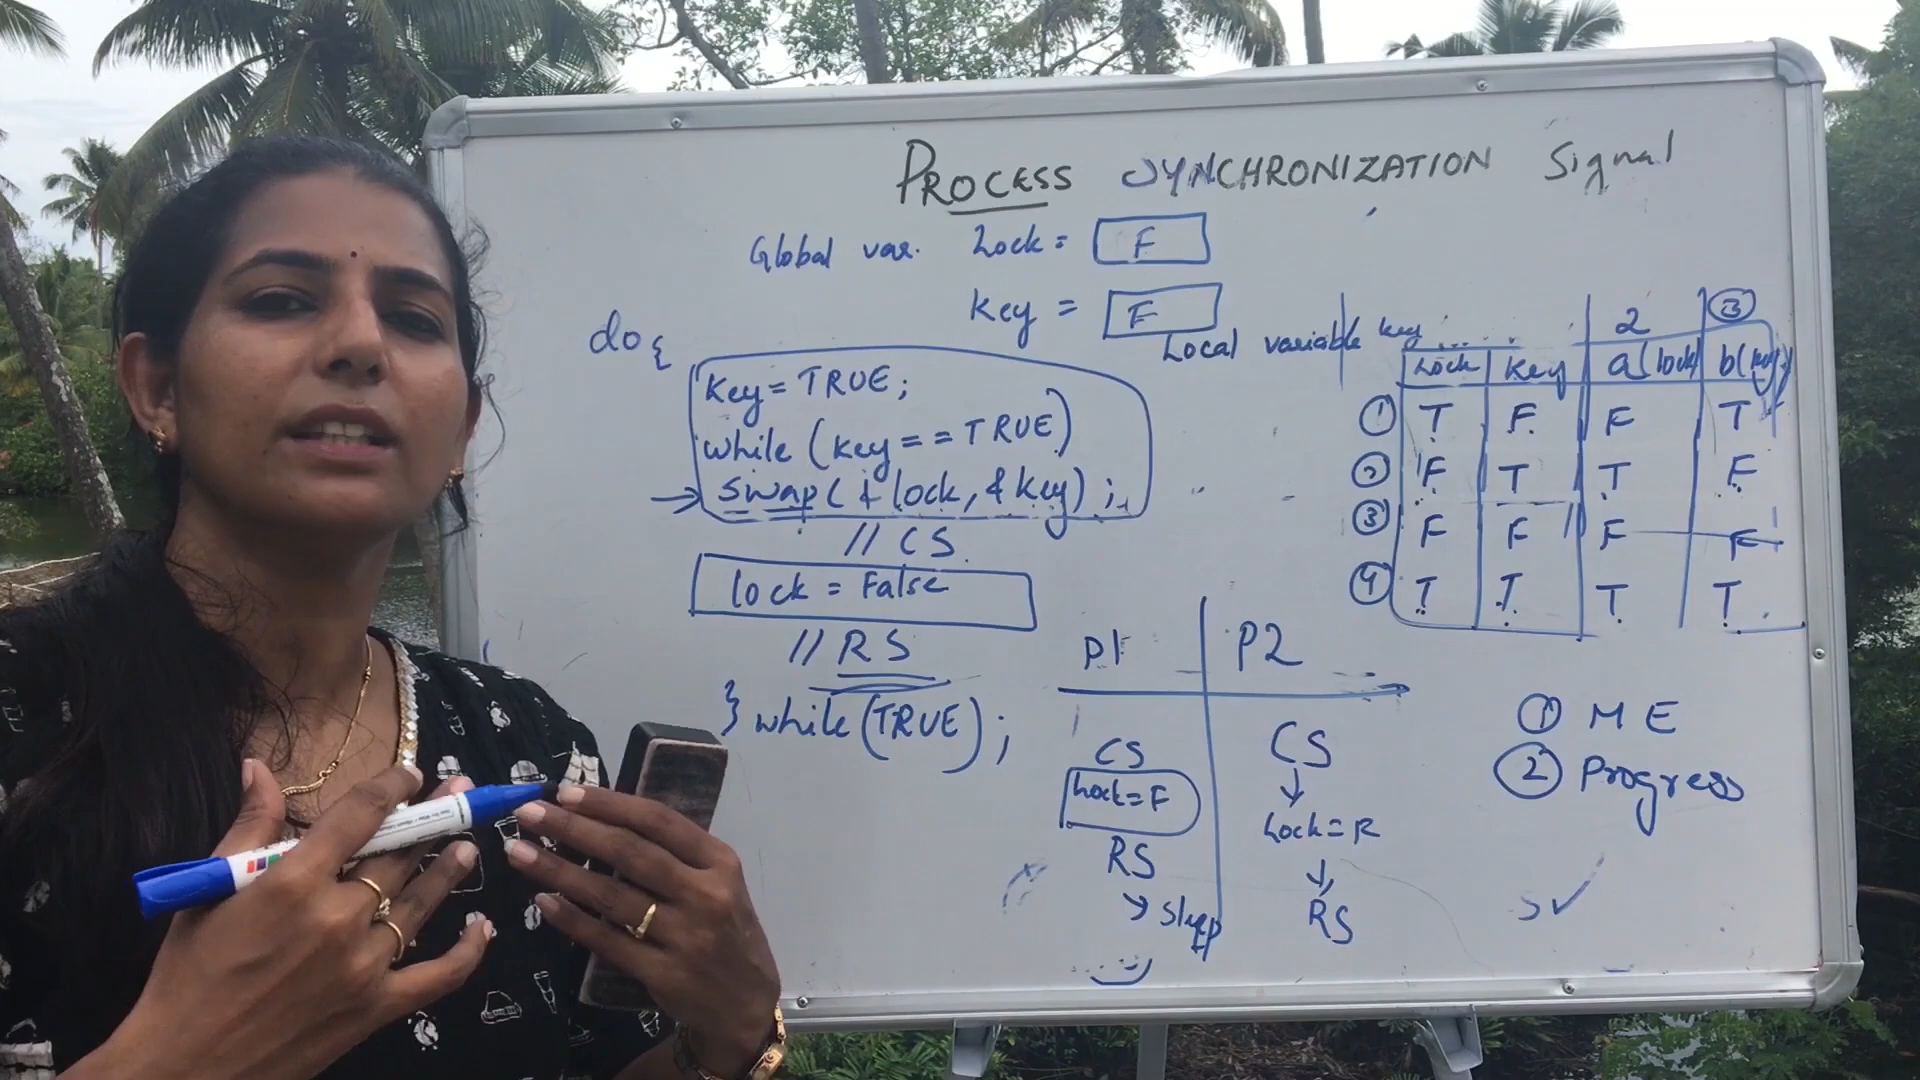 PROCESS SYNCHRONIZATION Signal
Global var. Lock = F
Key = F
Local variable key
do {
Key = TRUE;
while (key == TRUE)
→ swap(& lock, & key);
// CS
lock = False
// RS
} while (TRUE);
2 ③
Lock Key a(lock) b(key)
① T F F T
② F T T F
③ F F F F
④ T T T T
P1 P2
CS CS
Lock=F ↓
RS Lock = R
→ sleep ↓
RS
① M E
② Progress